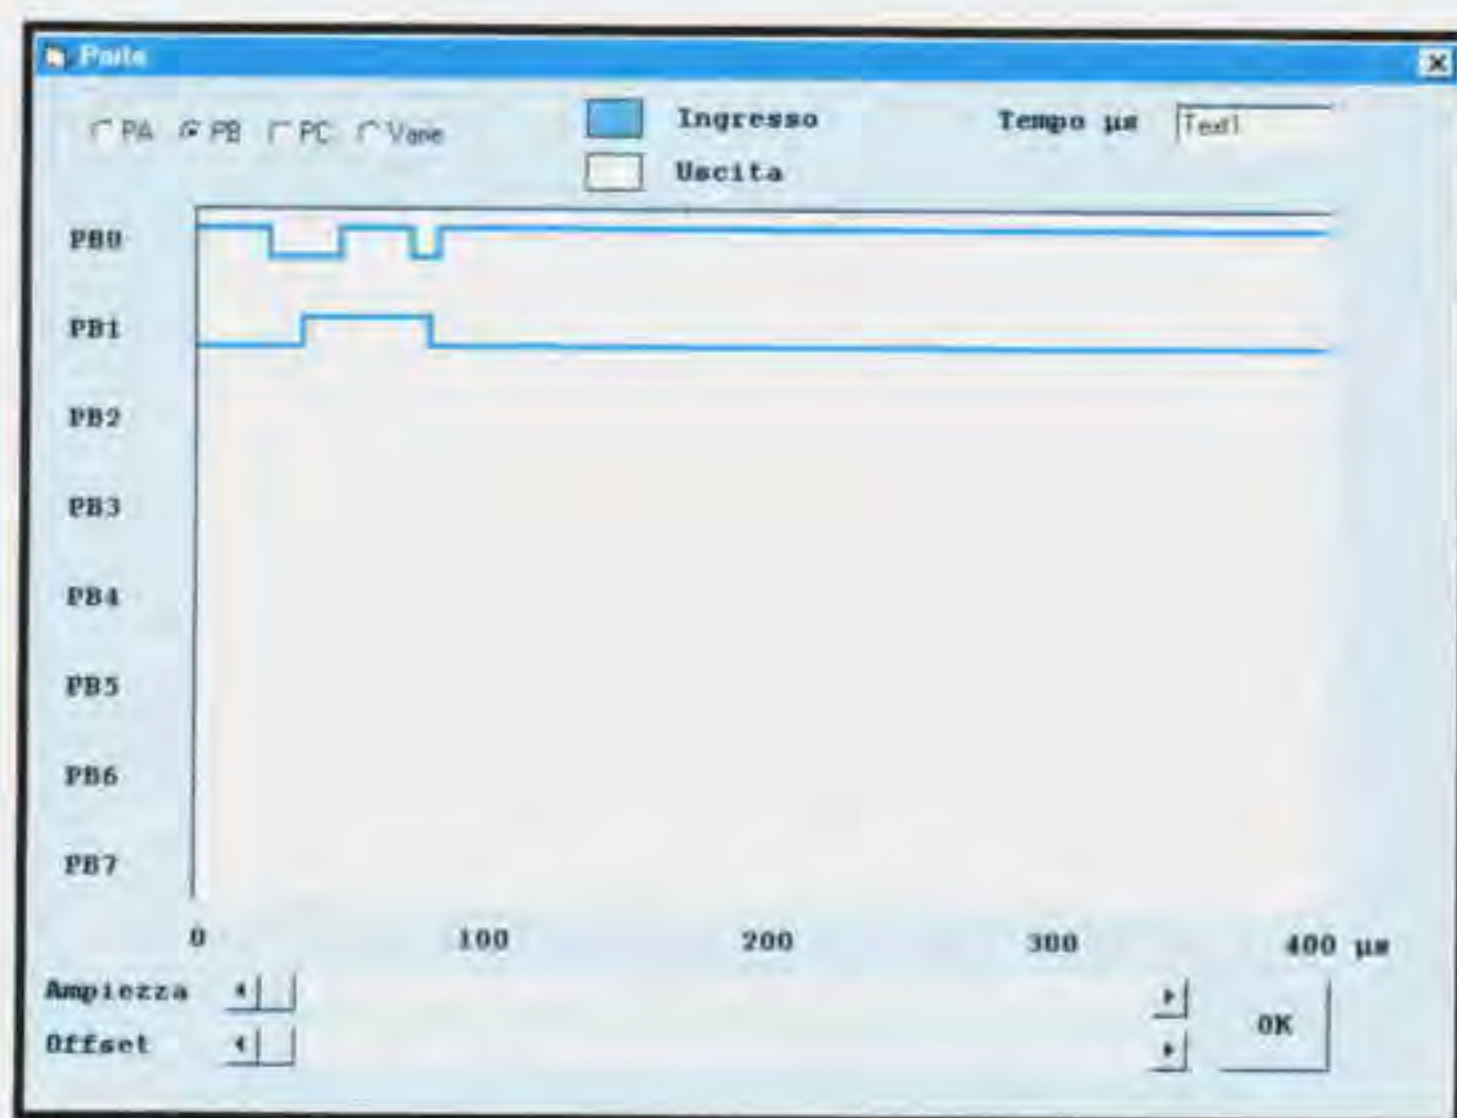 Porte
PA PB PC Varie
Ingresso
Uscita
Tempo µs Text1
PB0
PB1
PB2
PB3
PB4
PB5
PB6
PB7
0 100 200 300 400 µs
Ampiezza
Offset
OK